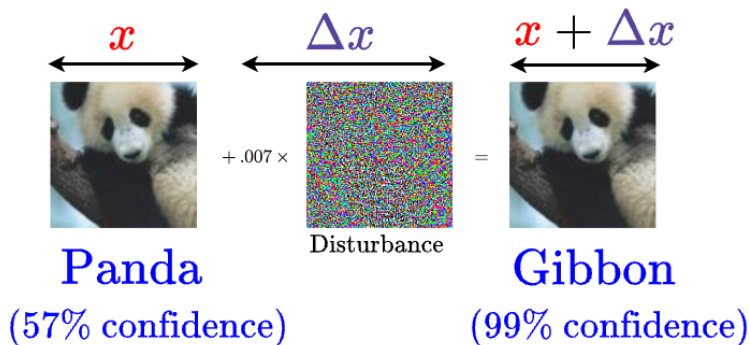 x Δx x + Δx
+ .007 × =
Disturbance
Panda Gibbon
(57% confidence) (99% confidence)